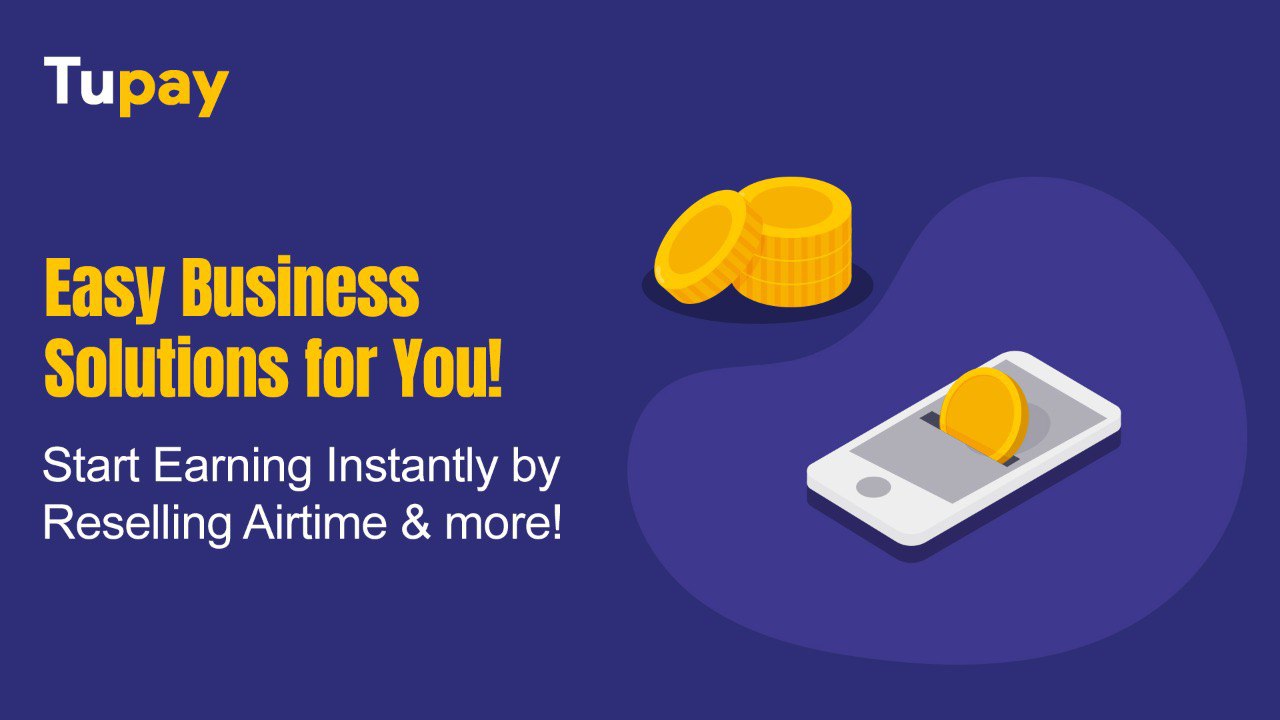 Tupay
Easy Business
Solutions for You!
Start Earning Instantly by
Reselling Airtime & more!